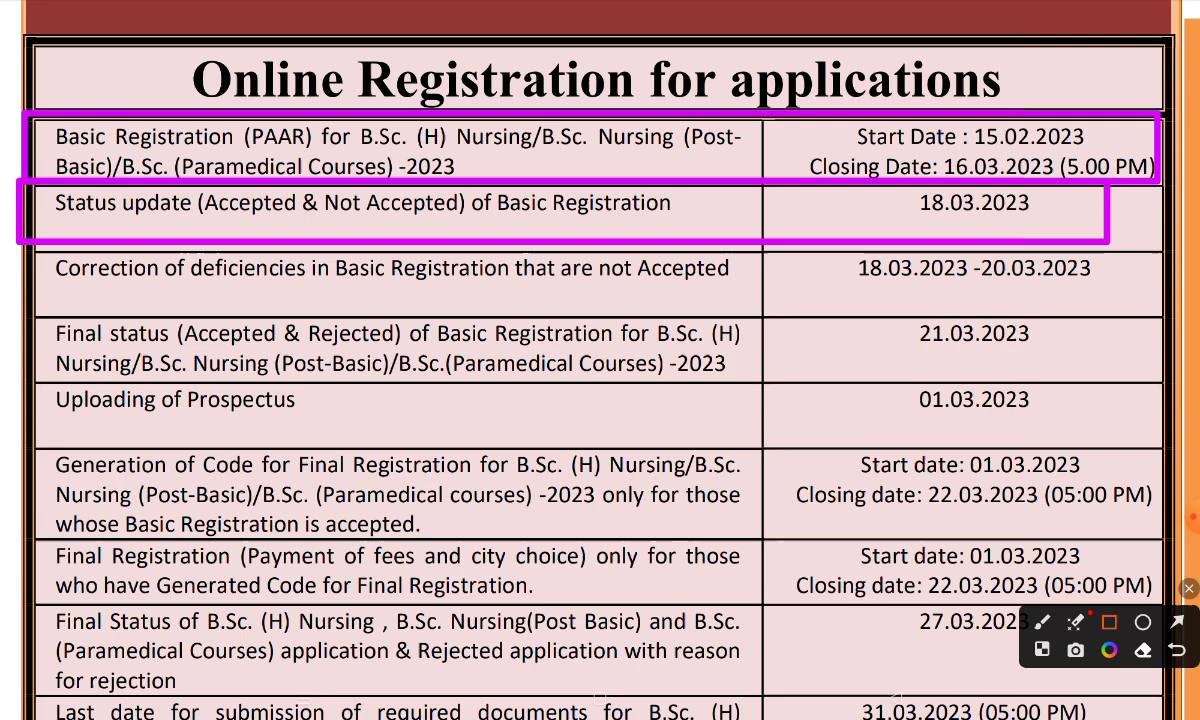 Online Registration for applications
Basic Registration (PAAR) for B.Sc. (H) Nursing/B.Sc. Nursing (Post-
Basic)/B.Sc. (Paramedical Courses) -2023
Start Date : 15.02.2023
Closing Date: 16.03.2023 (5.00 PM)
Status update (Accepted & Not Accepted) of Basic Registration
18.03.2023
Correction of deficiencies in Basic Registration that are not Accepted
18.03.2023 -20.03.2023
Final status (Accepted & Rejected) of Basic Registration for B.Sc. (H)
Nursing/B.Sc. Nursing (Post-Basic)/B.Sc.(Paramedical Courses) -2023
21.03.2023
Uploading of Prospectus
01.03.2023
Generation of Code for Final Registration for B.Sc. (H) Nursing/B.Sc.
Nursing (Post-Basic)/B.Sc. (Paramedical courses) -2023 only for those
whose Basic Registration is accepted.
Start date: 01.03.2023
Closing date: 22.03.2023 (05:00 PM)
Final Registration (Payment of fees and city choice) only for those
who have Generated Code for Final Registration.
Start date: 01.03.2023
Closing date: 22.03.2023 (05:00 PM)
Final Status of B.Sc. (H) Nursing , B.Sc. Nursing(Post Basic) and B.Sc.
(Paramedical Courses) application & Rejected application with reason
for rejection
27.03.2023
Last date for submission of required documents for B.Sc. (H)
31.03.2023 (05:00 PM)